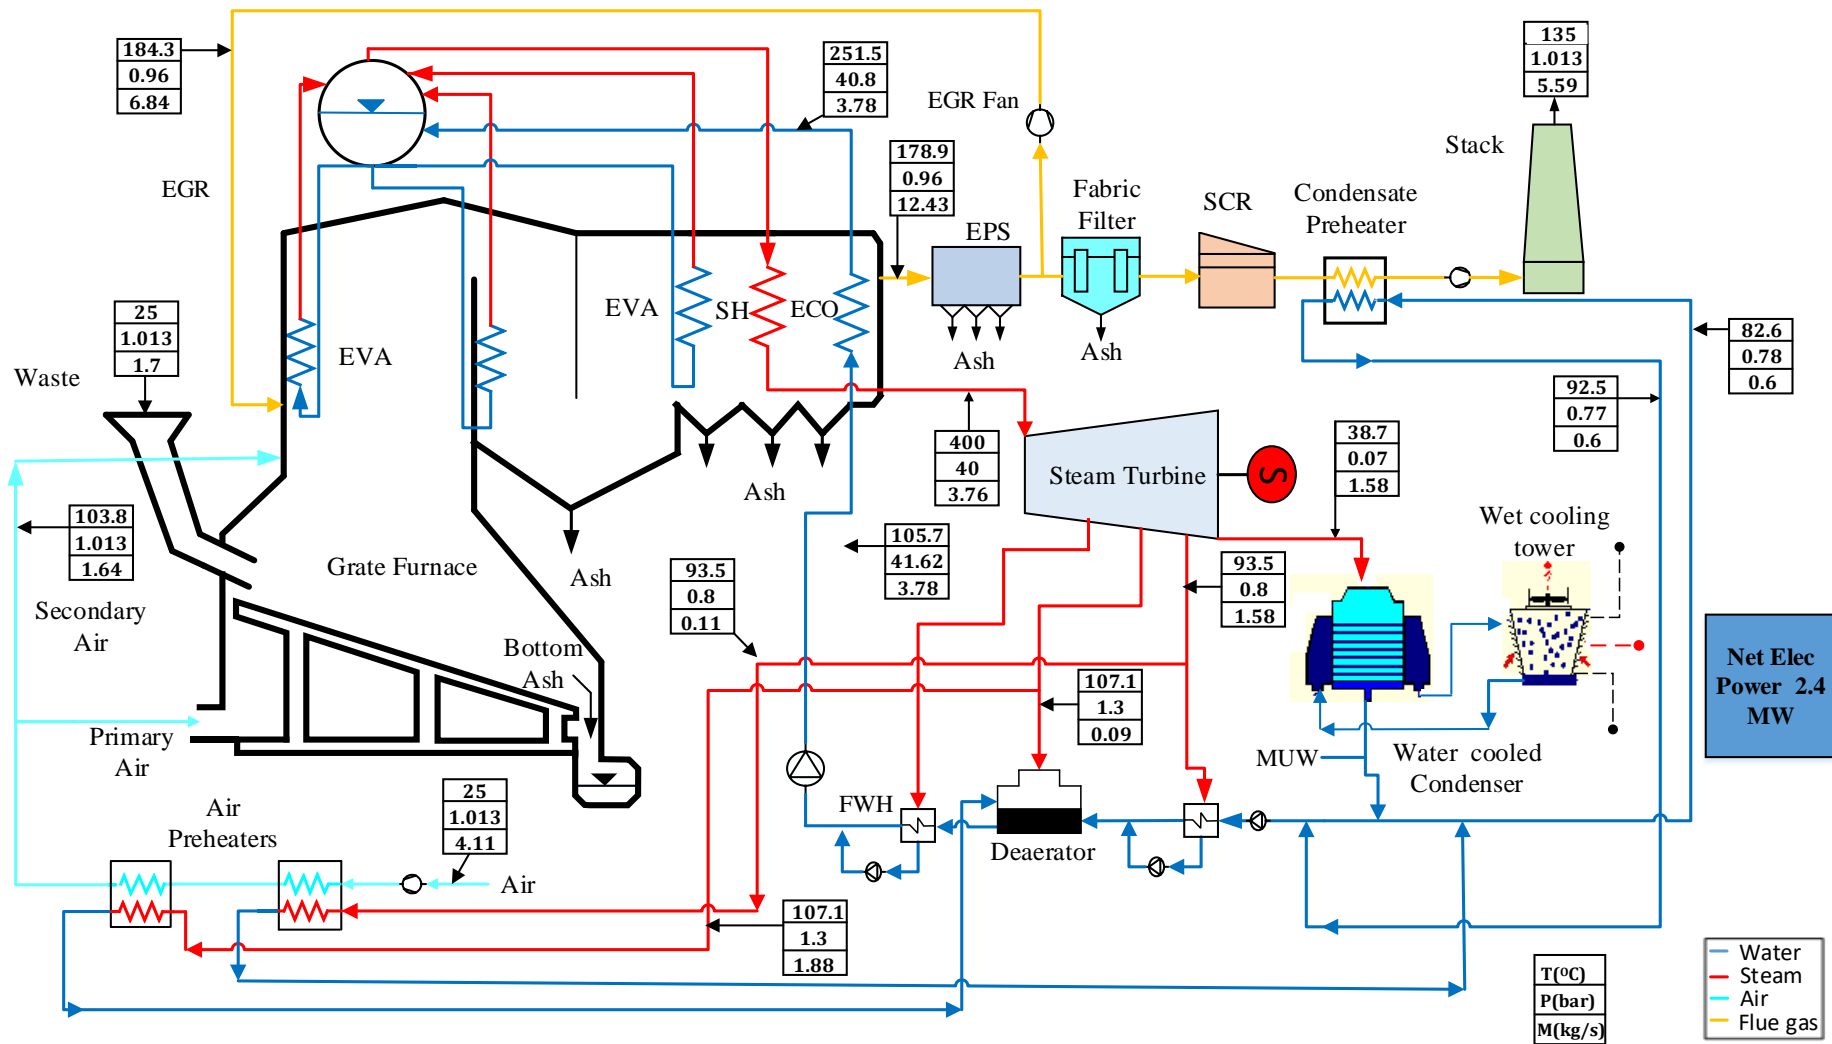 184.3
0.96
6.84
251.5
40.8
3.78
135
1.013
5.59
EGR Fan
Stack
178.9
0.96
12.43
Fabric
Filter
SCR
Condensate
Preheater
EGR
EPS
25
1.013
1.7
Waste
EVA
EVA
SH
ECO
Ash
Ash
82.6
0.78
0.6
92.5
0.77
0.6
400
40
3.76
Steam Turbine
S
38.7
0.07
1.58
Ash
103.8
1.013
1.64
Secondary
Air
Grate Furnace
Ash
105.7
41.62
3.78
93.5
0.8
0.11
93.5
0.8
1.58
Wet cooling
tower
Bottom
Ash
Net Elec
Power 2.4
MW
107.1
1.3
0.09
Primary
Air
MUW
Water cooled
Condenser
Air
Preheaters
25
1.013
4.11
Air
FWH
Deaerator
107.1
1.3
1.88
T(⁰C)
P(bar)
M(kg/s)
Water
Steam
Air
Flue gas